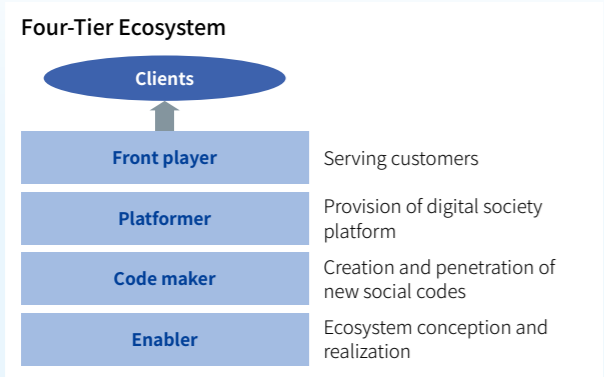 Four-Tier Ecosystem
Clients
Front player
Serving customers
Platformer
Provision of digital society
platform
Code maker
Creation and penetration of
new social codes
Enabler
Ecosystem conception and
realization